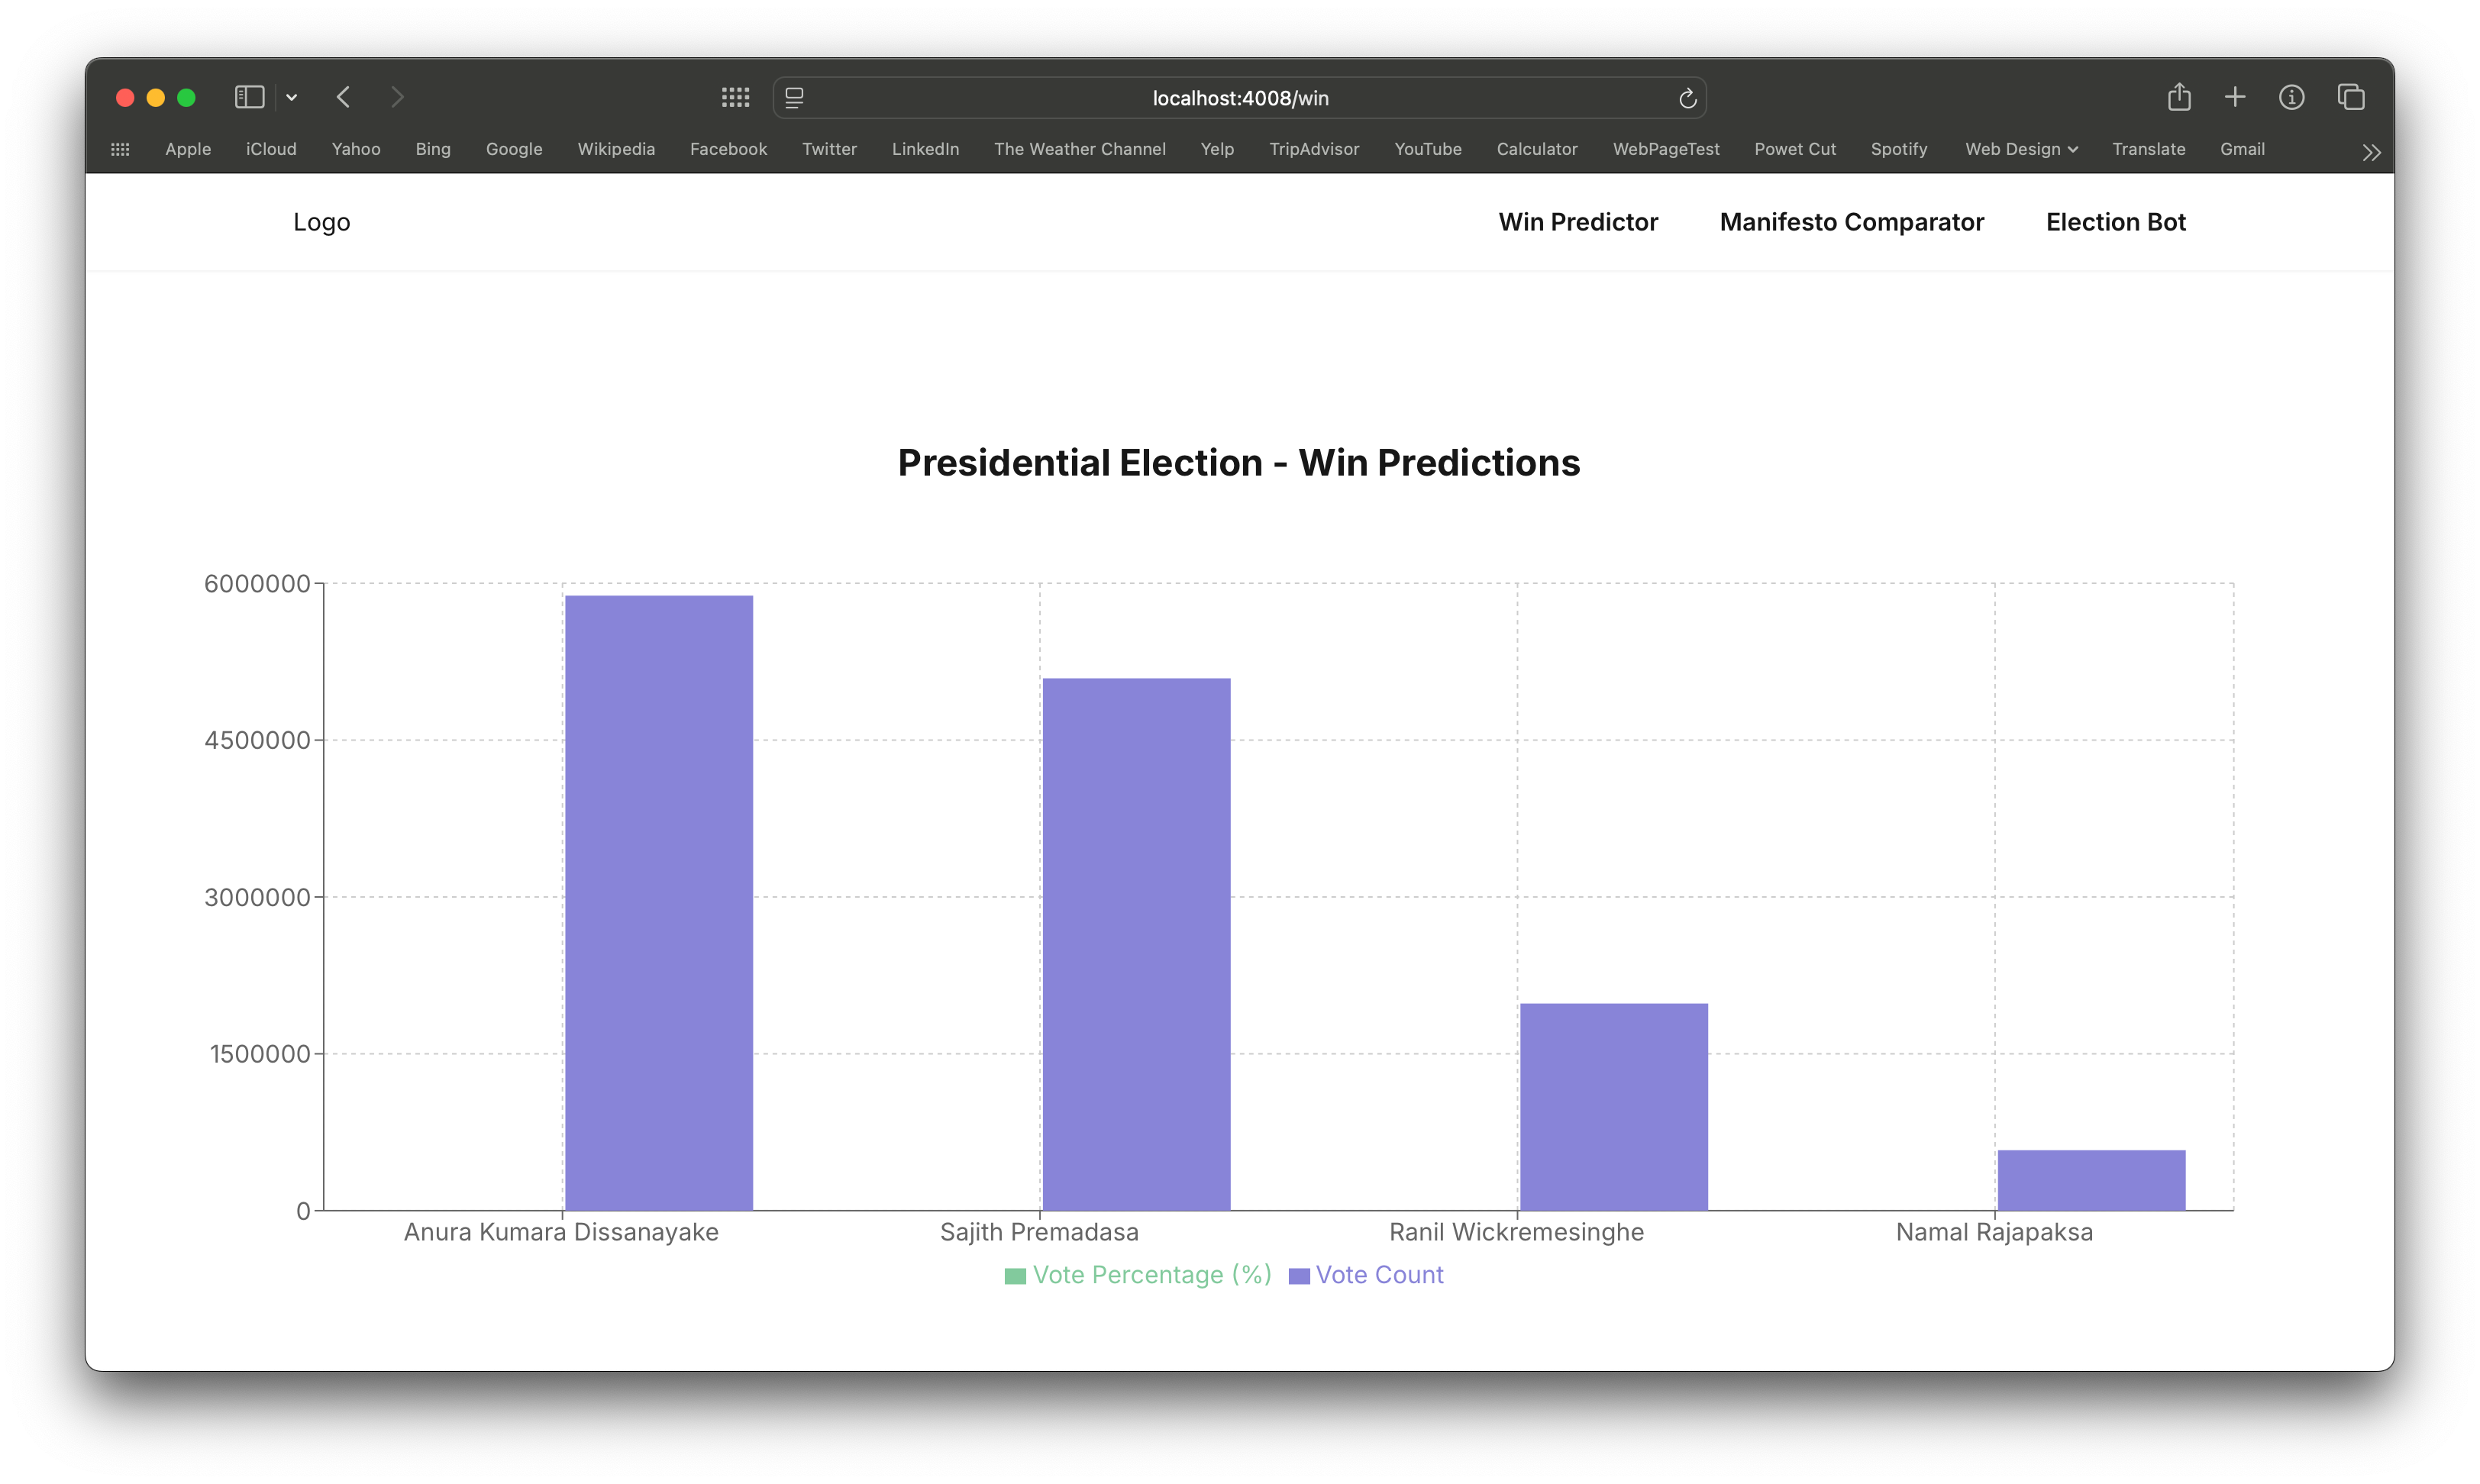 localhost:4008/win
Apple iCloud Yahoo Bing Google Wikipedia Facebook Twitter LinkedIn The Weather Channel Yelp TripAdvisor YouTube Calculator WebPageTest Powet Cut Spotify Web Design Translate Gmail
Logo Win Predictor Manifesto Comparator Election Bot
Presidential Election - Win Predictions
6000000
4500000
3000000
1500000
0
Anura Kumara Dissanayake Sajith Premadasa Ranil Wickremesinghe Namal Rajapaksa
Vote Percentage (%) Vote Count